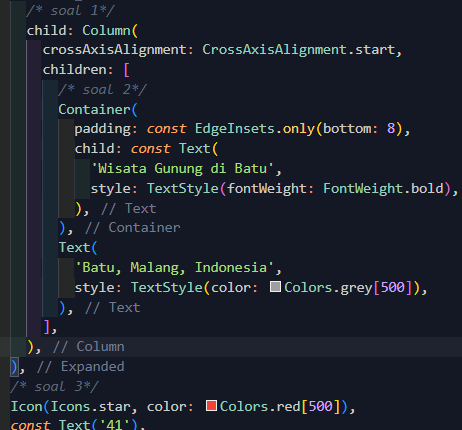 /* soal 1*/
child: Column(
crossAxisAlignment: CrossAxisAlignment.start,
children: [
/* soal 2*/
Container(
padding: const EdgeInsets.only(bottom: 8),
child: const Text(
'Wisata Gunung di Batu',
style: TextStyle(fontWeight: FontWeight.bold),
), // Text
), // Container
Text(
'Batu, Malang, Indonesia',
style: TextStyle(color: Colors.grey[500]),
), // Text
],
), // Column
), // Expanded
/* soal 3*/
Icon(Icons.star, color: Colors.red[500]),
const Text('41'),